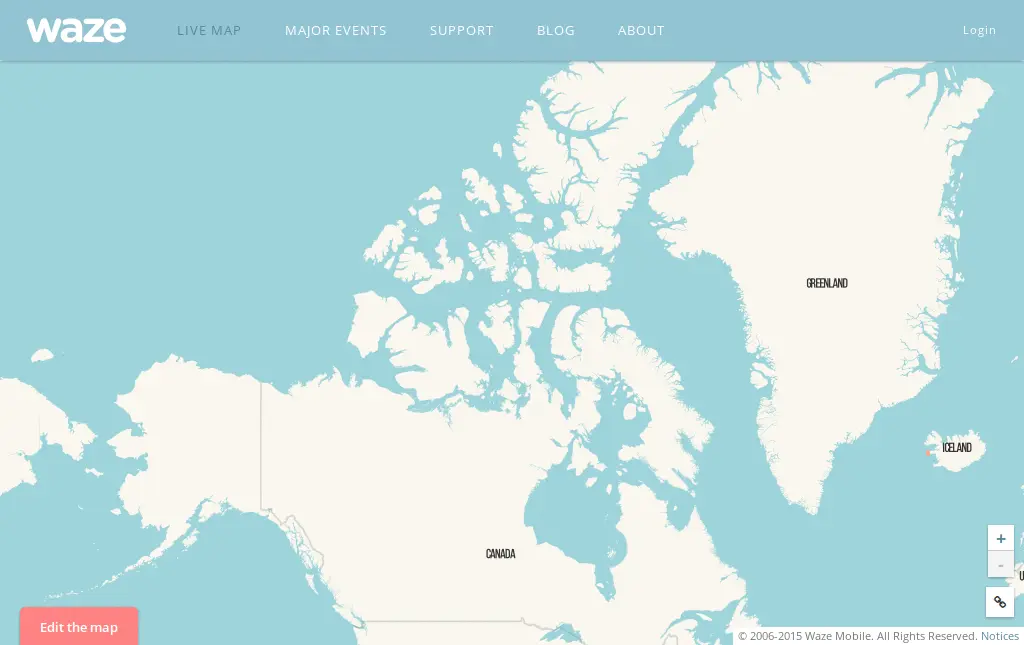 waze LIVE MAP MAJOR EVENTS SUPPORT BLOG ABOUT Login
GREENLAND
ICELAND
CANADA
+
-
Edit the map
© 2006-2015 Waze Mobile. All Rights Reserved. Notices